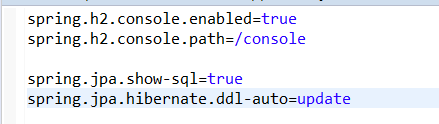 spring.h2.console.enabled=true
spring.h2.console.path=/console
spring.jpa.show-sql=true
spring.jpa.hibernate.ddl-auto=update